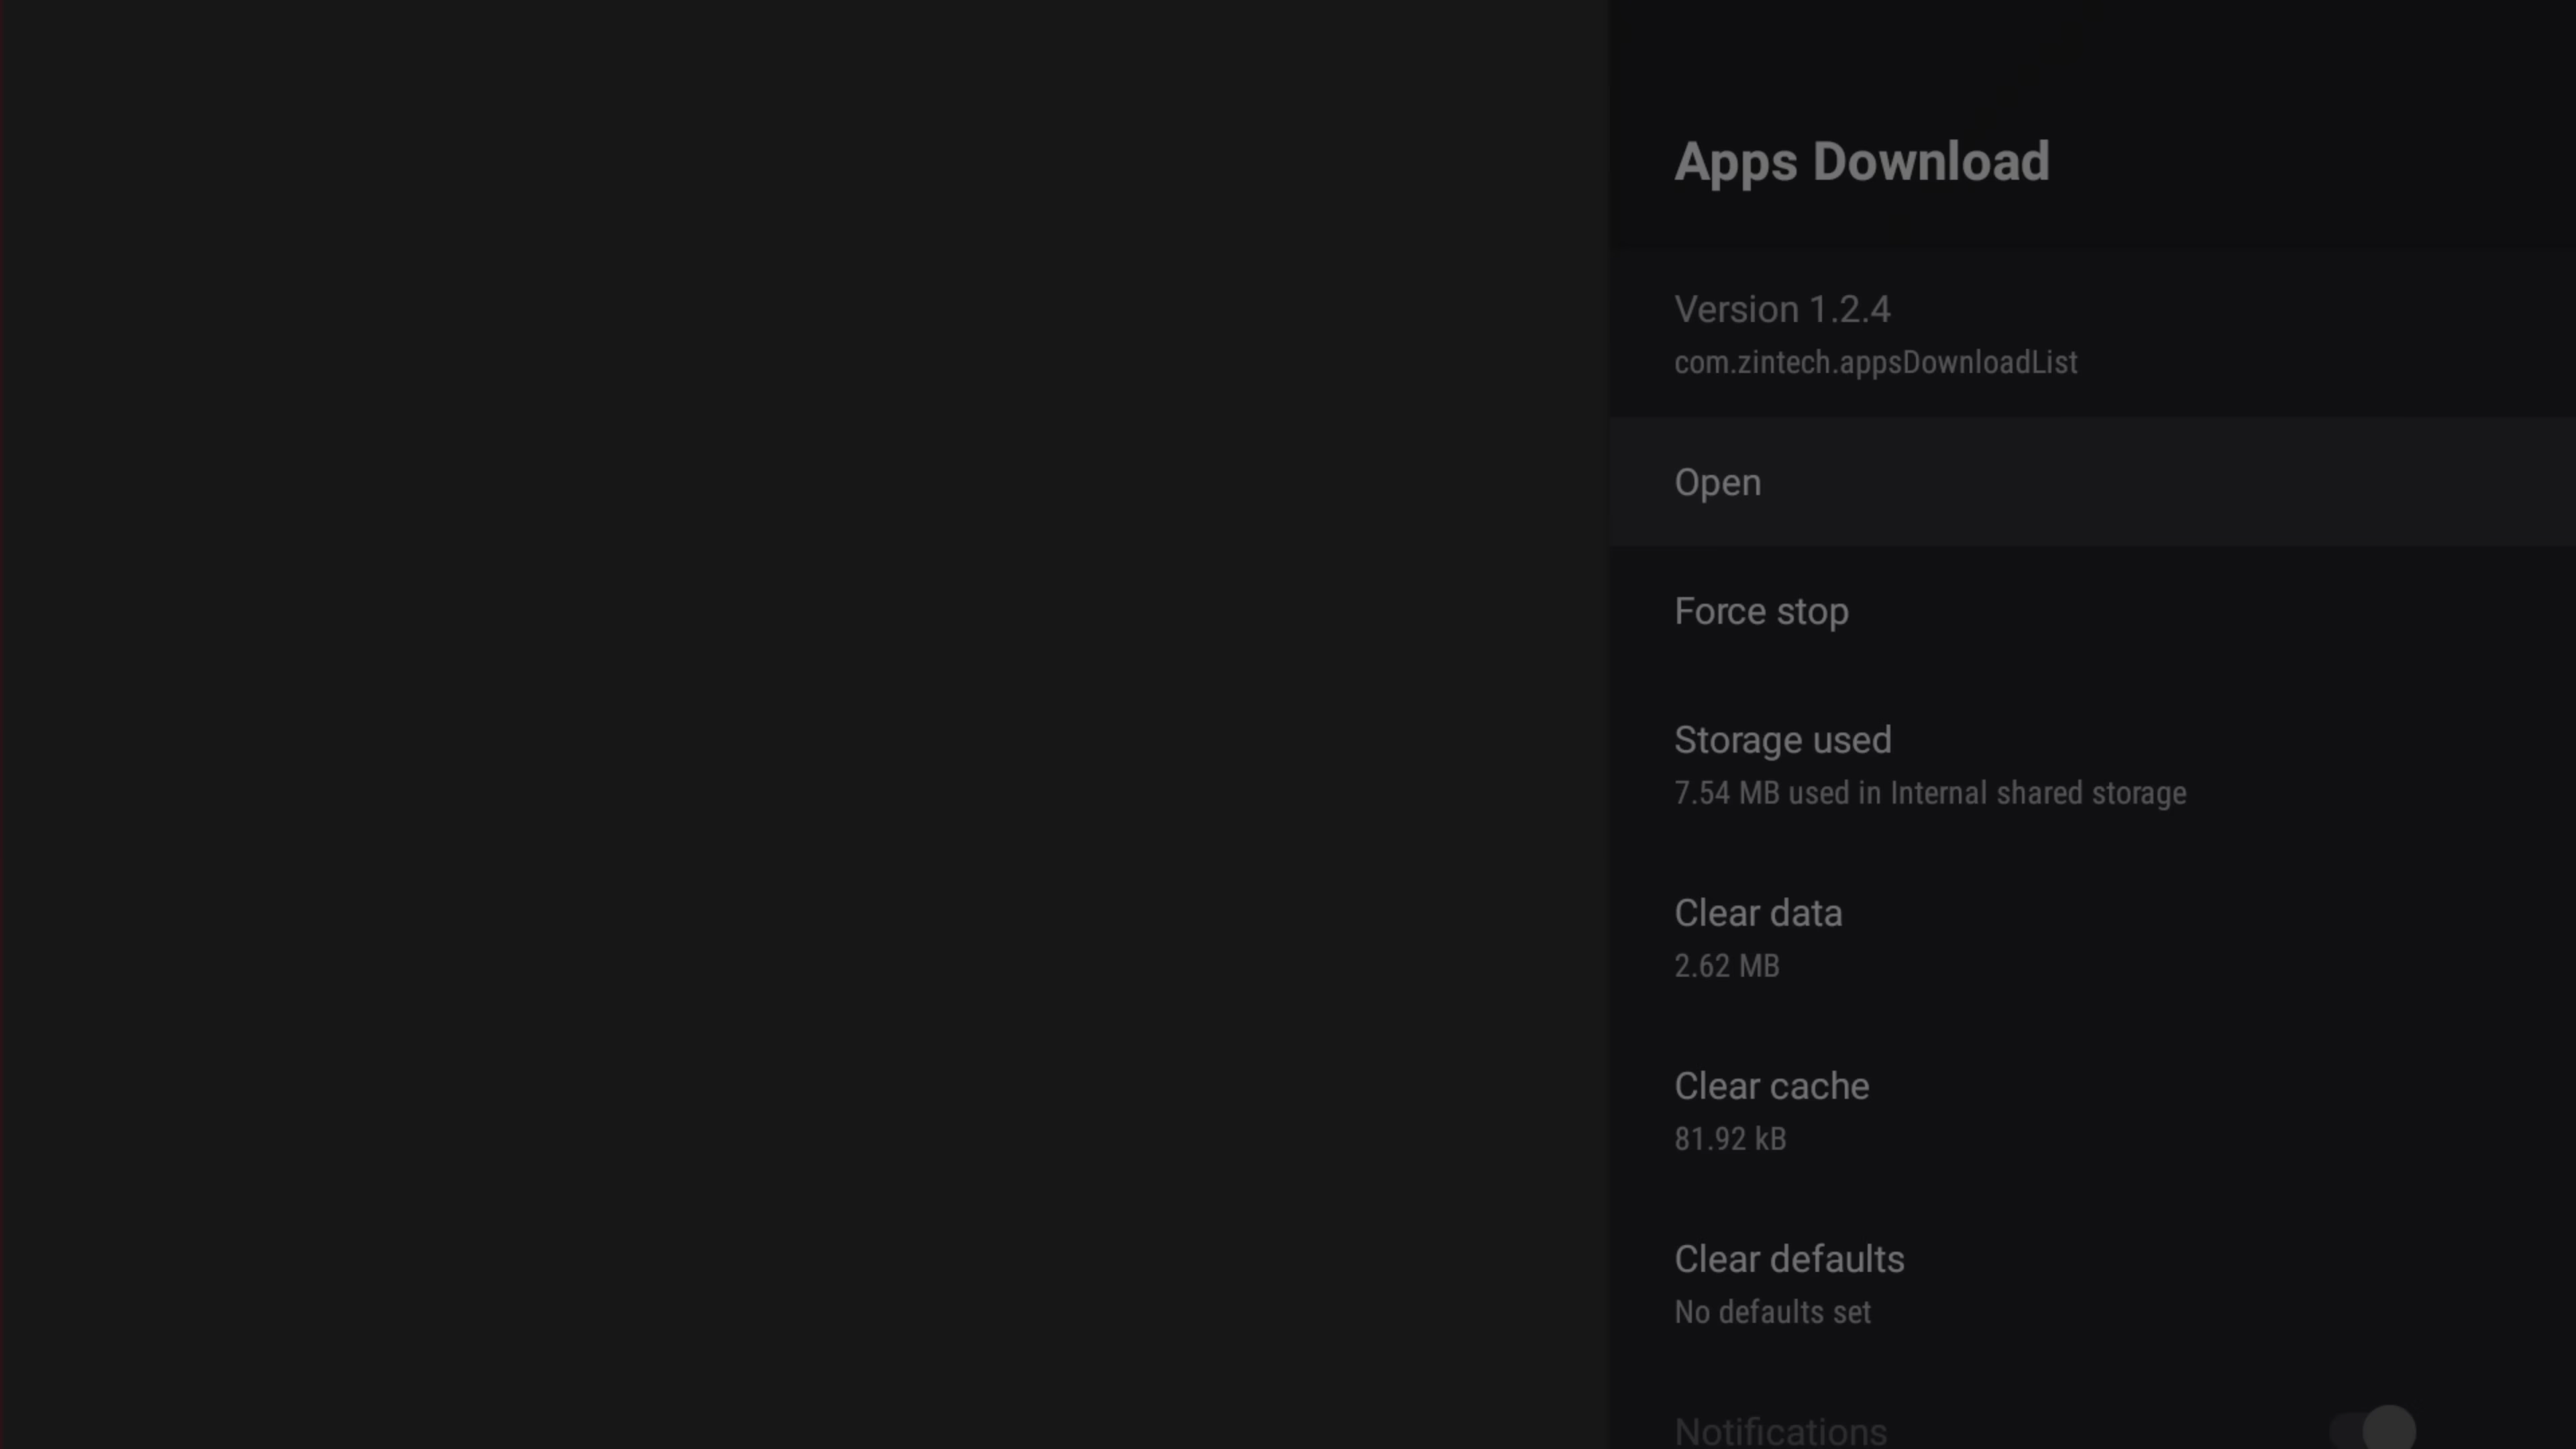 Apps Download
Version 1.2.4
com.zintech.appsDownloadList
Open
Force stop
Storage used
7.54 MB used in Internal shared storage
Clear data
2.62 MB
Clear cache
81.92 kB
Clear defaults
No defaults set
Notifications